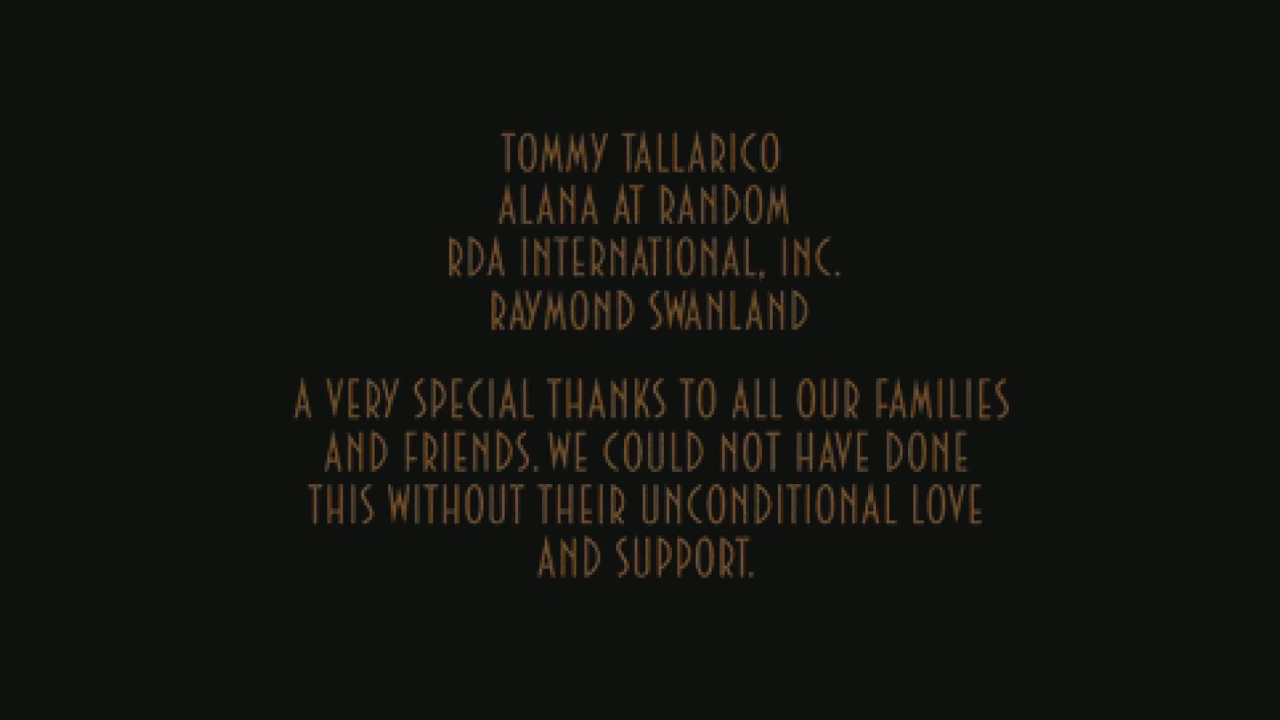 TOMMY TALLARICO
ALANA AT RANDOM
RDA INTERNATIONAL, INC.
RAYMOND SWANLAND
A VERY SPECIAL THANKS TO ALL OUR FAMILIES
AND FRIENDS. WE COULD NOT HAVE DONE
THIS WITHOUT THEIR UNCONDITIONAL LOVE
AND SUPPORT.